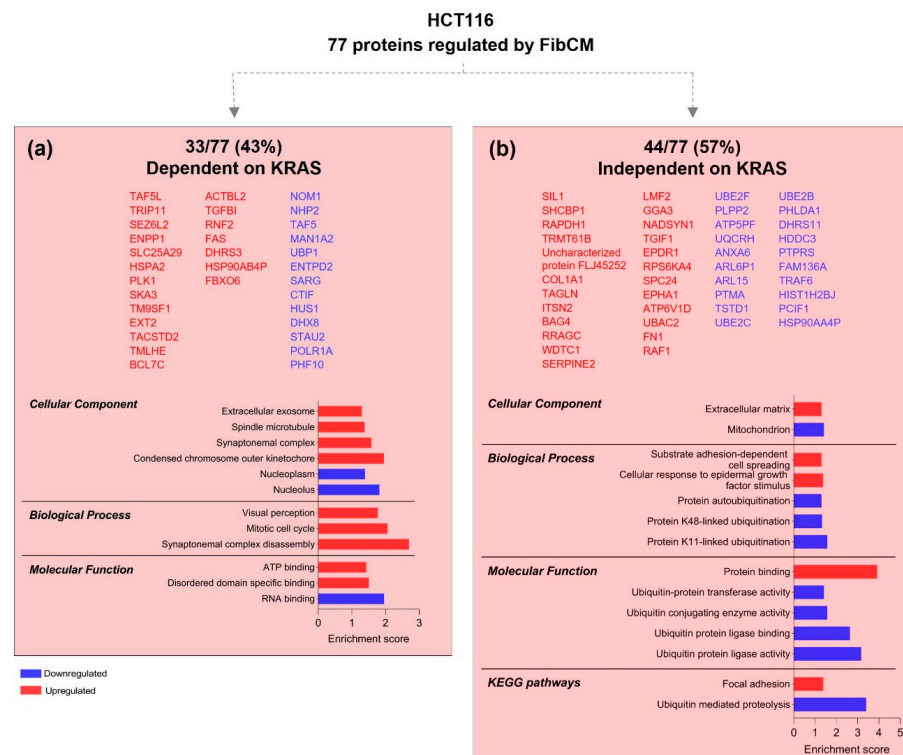 HCT116
77 proteins regulated by FibCM
(a)
33/77 (43%)
Dependent on KRAS
TAF5L
TRIP11
SEZ6L2
ENPP1
SLC25A29
HSPA2
PLK1
SKA3
TM9SF1
EXT2
TACSTD2
TMLHE
BCL7C
ACTBL2
TGFBI
RNF2
FAS
DHRS3
HSP90AB4P
FBXO6
NOM1
NHP2
TAF5
MAN1A2
UBP1
ENTPD2
SARG
CTIF
HUS1
DHX8
STAU2
POLR1A
PHF10
Cellular Component
Extracellular exosome
Spindle microtubule
Synaptonemal complex
Condensed chromosome outer kinetochore
Nucleoplasm
Nucleolus
Biological Process
Visual perception
Mitotic cell cycle
Synaptonemal complex disassembly
Molecular Function
ATP binding
Disordered domain specific binding
RNA binding
0 1 2 3
Enrichment score
Downregulated
Upregulated
(b)
44/77 (57%)
Independent on KRAS
SIL1
SHCBP1
RAPDH1
TRMT61B
Uncharacterized
protein FLJ45252
COL1A1
TAGLN
ITSN2
BAG4
RRAGC
WDTC1
SERPINE2
LMF2
GGA3
NADSYN1
TGIF1
EPDR1
RPS6KA4
SPC24
EPHA1
ATP6V1D
UBAC2
FN1
RAF1
UBE2F
PLPP2
ATP5PF
UQCRH
ANXA6
ARL6P1
ARL15
PTMA
TSTD1
UBE2C
UBE2B
PHLDA1
DHRS11
HDDC3
PTPRS
FAM136A
TRAF6
HIST1H2BJ
PCIF1
HSP90AA4P
Cellular Component
Extracellular matrix
Mitochondrion
Biological Process
Substrate adhesion-dependent
cell spreading
Cellular response to epidermal growth
factor stimulus
Protein autoubiquitination
Protein K48-linked ubiquitination
Protein K11-linked ubiquitination
Molecular Function
Protein binding
Ubiquitin-protein transferase activity
Ubiquitin conjugating enzyme activity
Ubiquitin protein ligase binding
Ubiquitin protein ligase activity
KEGG pathways
Focal adhesion
Ubiquitin mediated proteolysis
0 1 2 3 4 5
Enrichment score